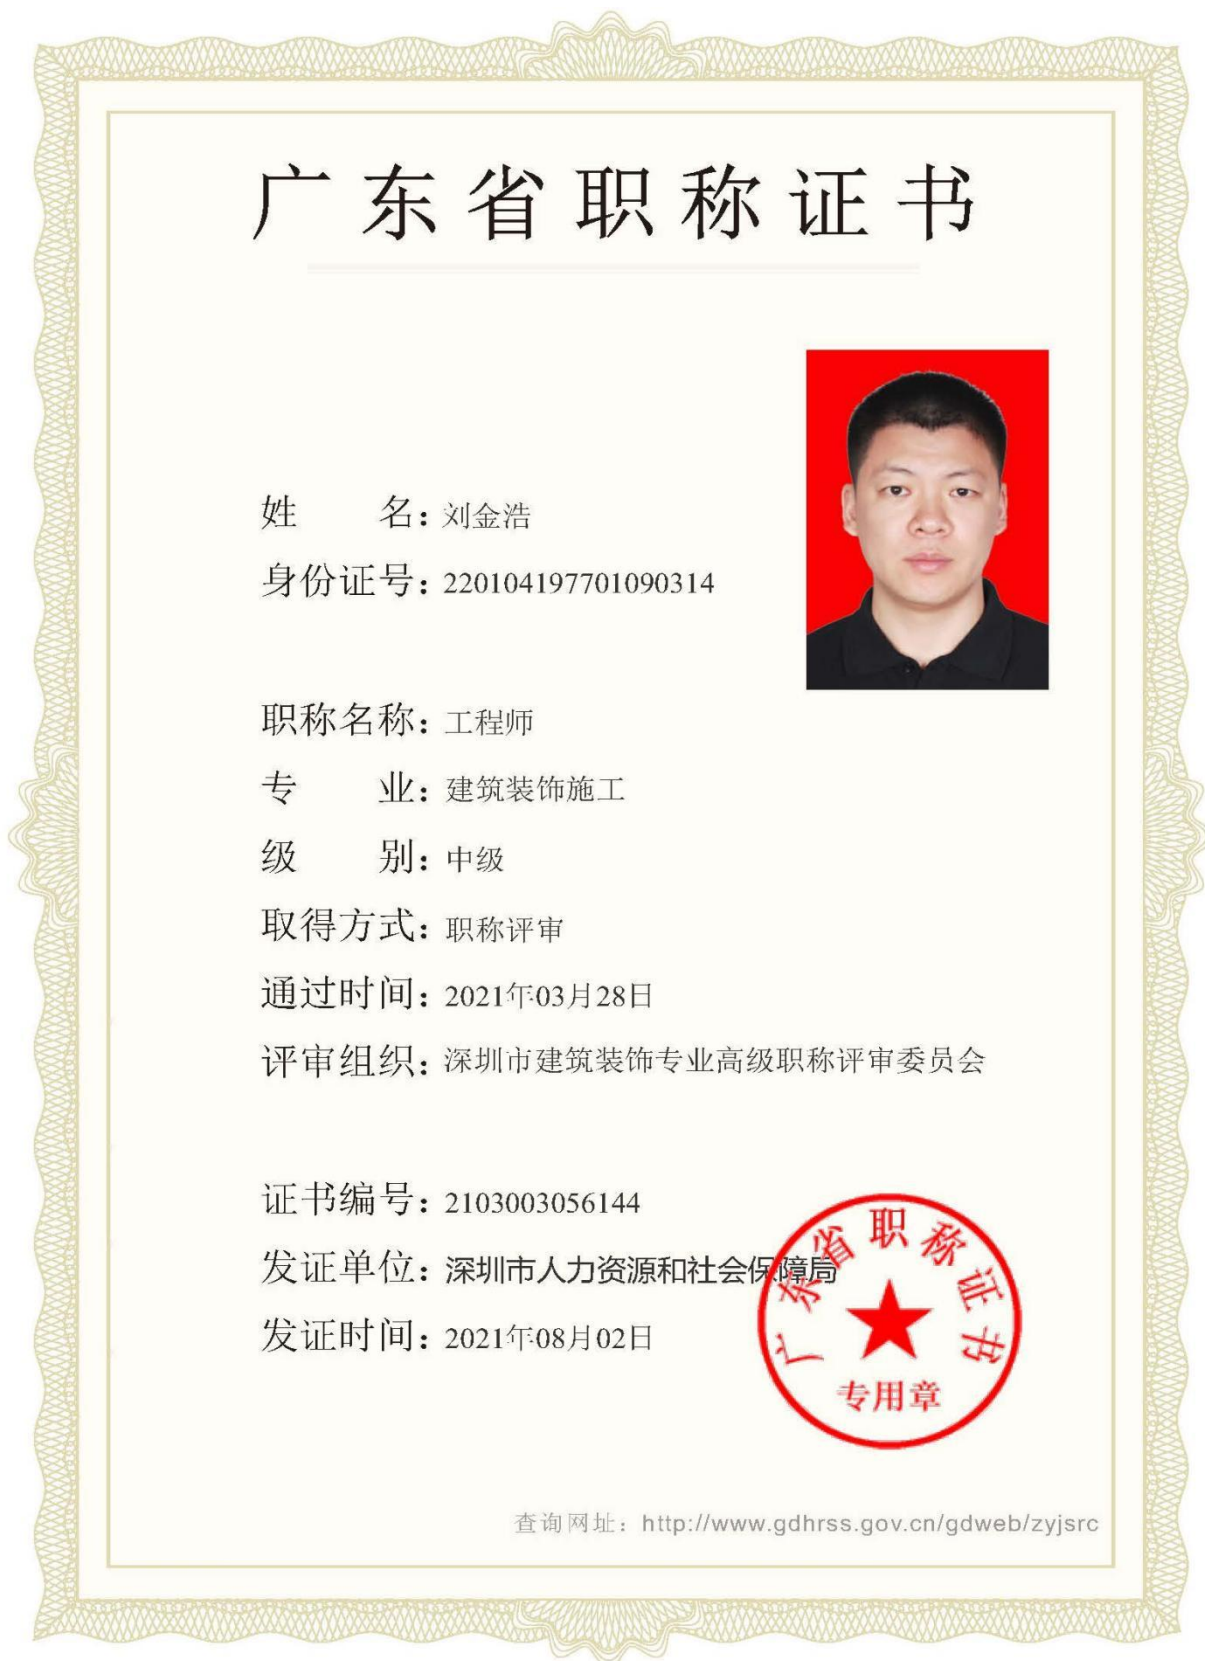 广东省职称证书
姓名：刘金浩
身份证号：220104197701090314
职称名称：工程师
专业：建筑装饰施工
级别：中级
取得方式：职称评审
通过时间：2021年03月28日
评审组织：深圳市建筑装饰专业高级职称评审委员会
证书编号：2103003056144
发证单位：深圳市人力资源和社会保障局
发证时间：2021年08月02日
广东省职称证书
专用章
查询网址：http://www.gdhrss.gov.cn/gdweb/zyjsrc